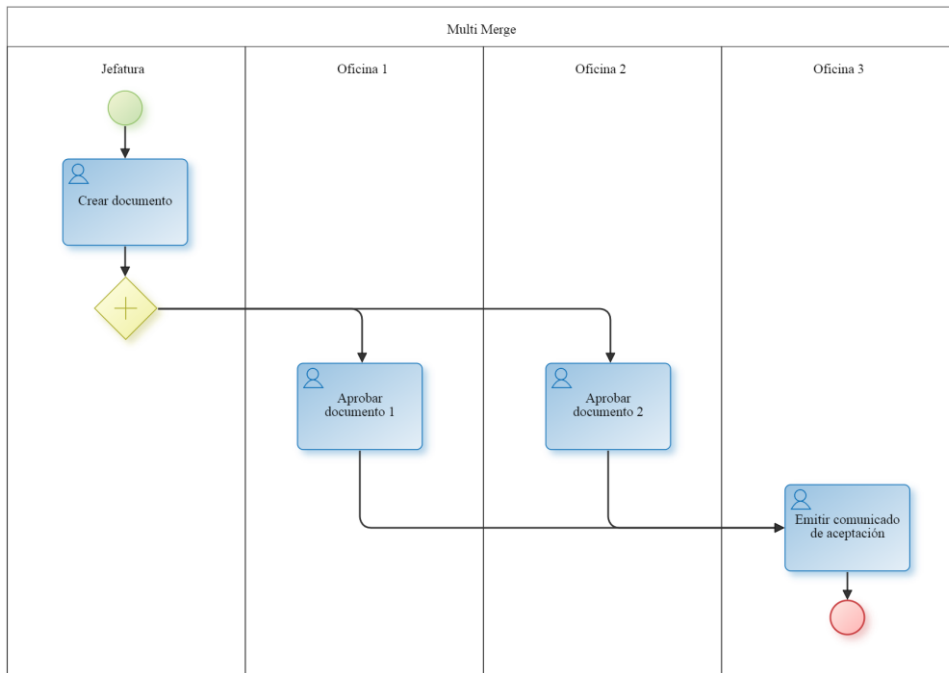 Multi Merge
Jefatura
Oficina 1
Oficina 2
Oficina 3
Crear documento
Aprobar
documento 1
Aprobar
documento 2
Emitir comunicado
de aceptación